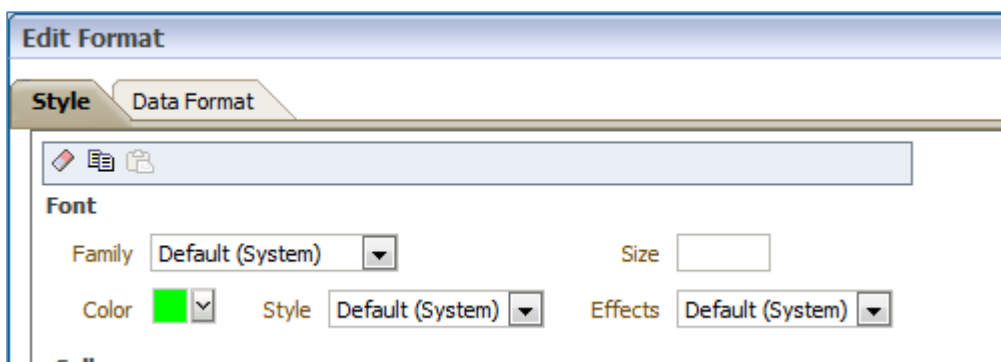 Edit Format
Style Data Format
Font
Family Default (System) Size
Color Style Default (System) Effects Default (System)